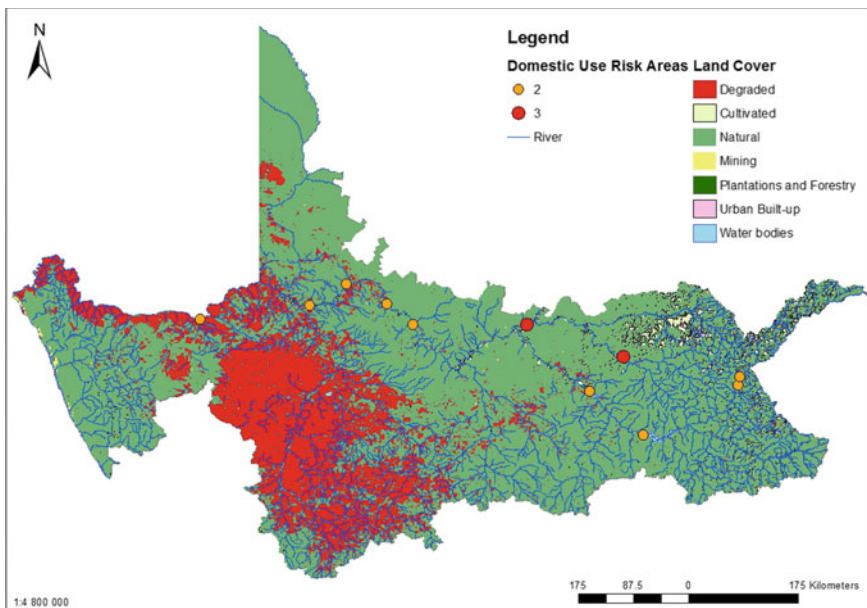 N
Legend
Domestic Use Risk Areas Land Cover
2
3
River
Degraded
Cultivated
Natural
Mining
Plantations and Forestry
Urban Built-up
Water bodies
1:4 800 000
175 87.5 0 175 Kilometers